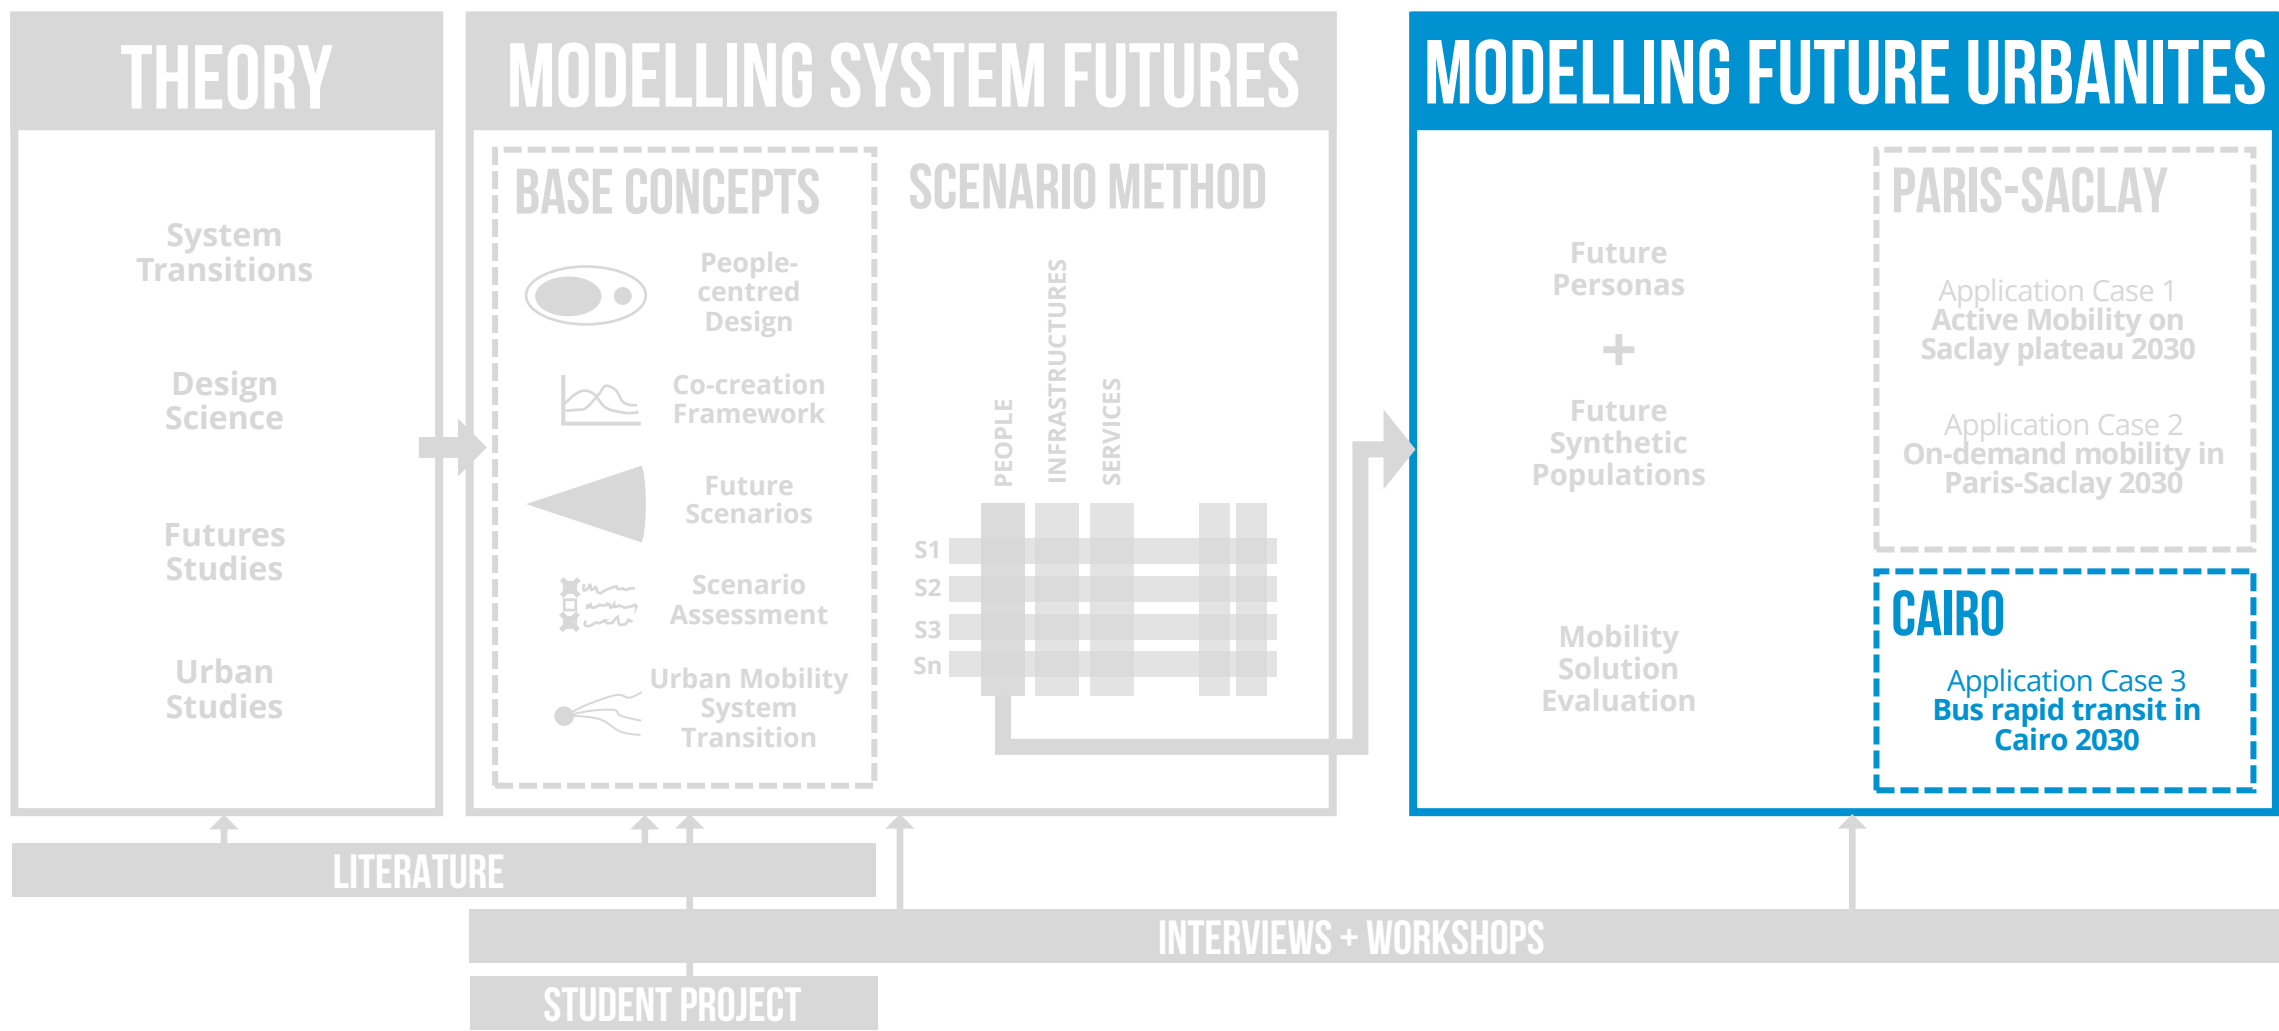 THEORY
System
Transitions
Design
Science
Futures
Studies
Urban
Studies
MODELLING SYSTEM FUTURES
BASE CONCEPTS
People-
centred
Design
Co-creation
Framework
Future
Scenarios
Scenario
Assessment
Urban Mobility
System
Transition
SCENARIO METHOD
PEOPLE
INFRASTRUCTURES
SERVICES
S1
S2
S3
Sn
MODELLING FUTURE URBANITES
Future
Personas
+
Future
Synthetic
Populations
Mobility
Solution
Evaluation
PARIS-SACLAY
Application Case 1
Active Mobility on
Saclay plateau 2030
Application Case 2
On-demand mobility in
Paris-Saclay 2030
CAIRO
Application Case 3
Bus rapid transit in
Cairo 2030
LITERATURE
INTERVIEWS + WORKSHOPS
STUDENT PROJECT